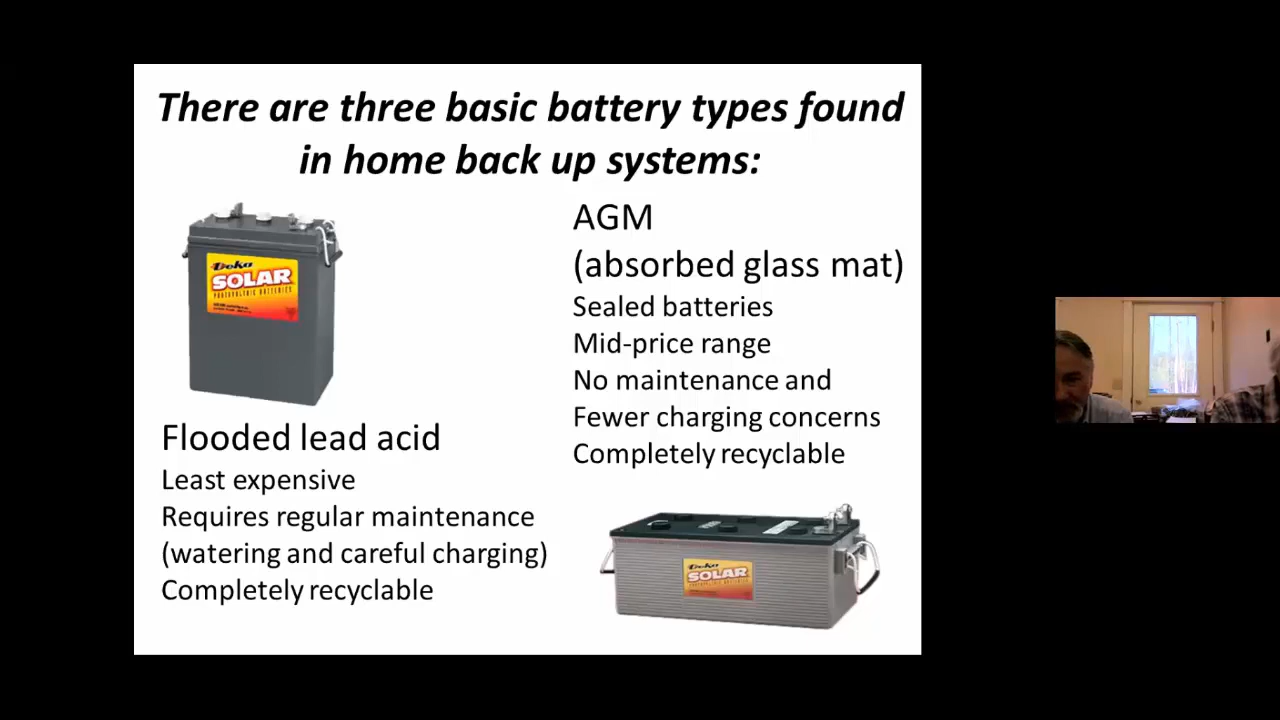 There are three basic battery types found
in home back up systems:
Deka
SOLAR
PHOTOVOLTAIC BATTERIES
Flooded lead acid
Least expensive
Requires regular maintenance
(watering and careful charging)
Completely recyclable
AGM
(absorbed glass mat)
Sealed batteries
Mid-price range
No maintenance and
Fewer charging concerns
Completely recyclable
Deka
SOLAR